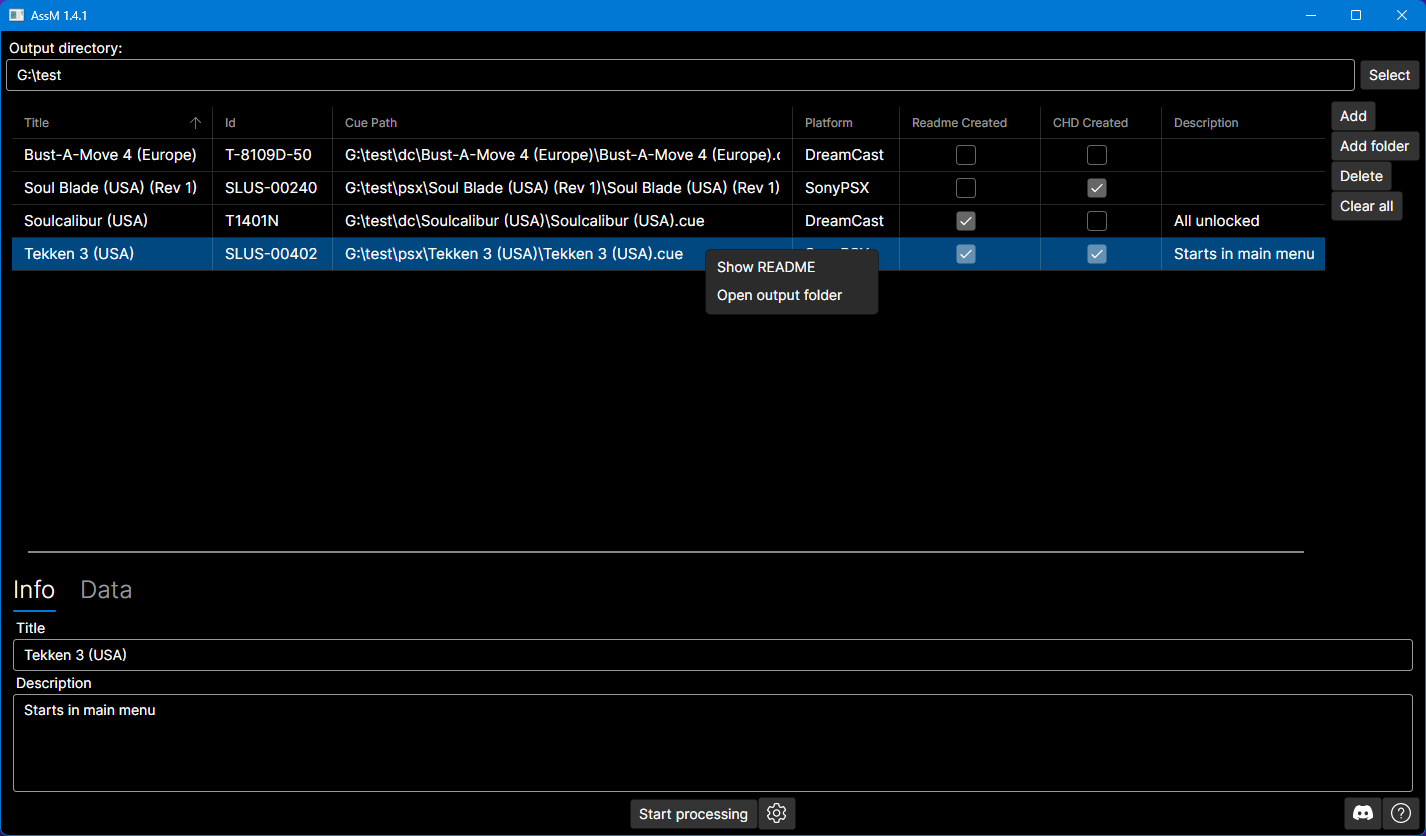 AssM 1.4.1
Output directory:
G:\test
Select
Title Id Cue Path Platform Readme Created CHD Created Description
Bust-A-Move 4 (Europe) T-8109D-50 G:\test\dc\Bust-A-Move 4 (Europe)\Bust-A-Move 4 (Europe).c DreamCast
Soul Blade (USA) (Rev 1) SLUS-00240 G:\test\psx\Soul Blade (USA) (Rev 1)\Soul Blade (USA) (Rev 1) SonyPSX
Soulcalibur (USA) T1401N G:\test\dc\Soulcalibur (USA)\Soulcalibur (USA).cue DreamCast All unlocked
Tekken 3 (USA) SLUS-00402 G:\test\psx\Tekken 3 (USA)\Tekken 3 (USA).cue Starts in main menu
Add
Add folder
Delete
Clear all
Show README
Open output folder
Info Data
Title
Tekken 3 (USA)
Description
Starts in main menu
Start processing